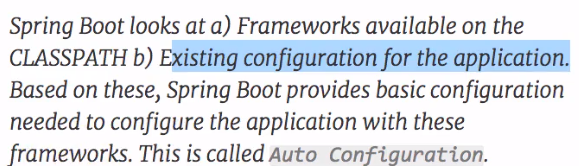 Spring Boot looks at a) Frameworks available on the
CLASSPATH b) Existing configuration for the application.
Based on these, Spring Boot provides basic configuration
needed to configure the application with these
frameworks. This is called Auto Configuration.